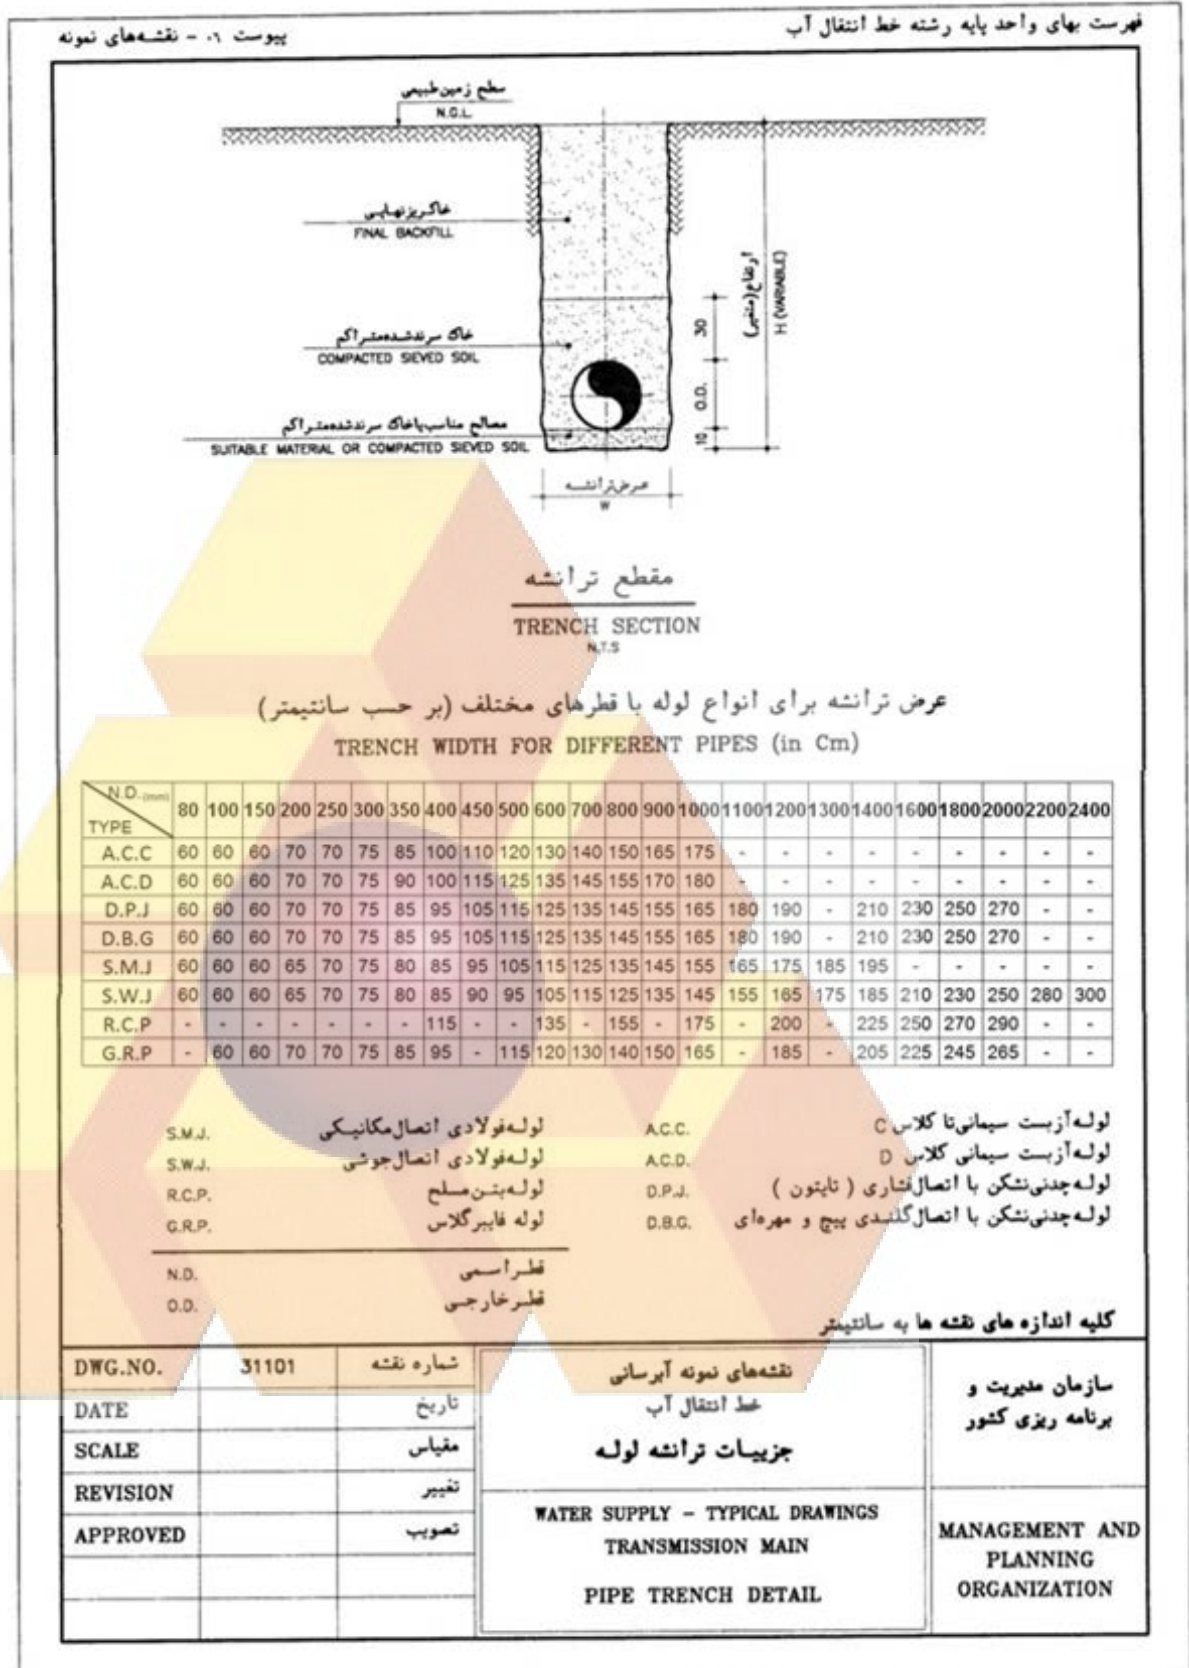 فهرست بهای واحد پایه رشته خط انتقال آب
پیوست ۰۶ - نقشه‌های نمونه
سطح زمین طبیعی
N.G.L.
خاکریز نهایی
FINAL BACKFILL
خاک سرند شده متراکم
COMPACTED SIEVED SOIL
مصالح مناسب یا خاک سرند شده متراکم
SUITABLE MATERIAL OR COMPACTED SIEVED SOIL
30
O.D.
10
ارتفاع (متغیر)
H (VARIABLE)
عرض ترانشه
W
مقطع ترانشه
TRENCH SECTION
N.T.S
عرض ترانشه برای انواع لوله با قطرهای مختلف (بر حسب سانتیمتر)
TRENCH WIDTH FOR DIFFERENT PIPES (in Cm)
N.D. (mm) 80 100 150 200 250 300 350 400 450 500 600 700 800 900 1000 1100 1200 1300 1400 1600 1800 2000 2200 2400
TYPE
A.C.C 60 60 60 70 70 75 85 100 110 120 130 140 150 165 175 - - - - - - - - -
A.C.D 60 60 60 70 70 75 90 100 115 125 135 145 155 170 180 - - - - - - - - -
D.P.J 60 60 60 70 70 75 85 95 105 115 125 135 145 155 165 180 190 - 210 230 250 270 - -
D.B.G 60 60 60 70 70 75 85 95 105 115 125 135 145 155 165 180 190 - 210 230 250 270 - -
S.M.J 60 60 60 65 70 75 80 85 95 105 115 125 135 145 155 165 175 185 195 - - - - -
S.W.J 60 60 60 65 70 75 80 85 90 95 105 115 125 135 145 155 165 175 185 210 230 250 280 300
R.C.P - - - - - - - 115 - - 135 - 155 - 175 - 200 - 225 250 270 290 - -
G.R.P - 60 60 70 70 75 85 95 - 115 120 130 140 150 165 - 185 - 205 225 245 265 - -
لوله آزبست سیمانی تا کلاس C A.C.C.
لوله آزبست سیمانی کلاس D A.C.D.
لوله چدنی نشکن با اتصال فشاری ( تایتون ) D.P.J.
لوله چدنی نشکن با اتصال گلندی پیچ و مهره‌ای D.B.G.
لوله فولادی اتصال مکانیکی S.M.J.
لوله فولادی اتصال جوشی S.W.J.
لوله بتن مسلح R.C.P.
لوله فایبرگلاس G.R.P.
قطر اسمی N.D.
قطر خارجی O.D.
کلیه اندازه های نقشه ها به سانتیمتر
سازمان مدیریت و
برنامه ریزی کشور
MANAGEMENT AND
PLANNING
ORGANIZATION
نقشه‌های نمونه آبرسانی
خط انتقال آب
جزییات ترانشه لوله
WATER SUPPLY - TYPICAL DRAWINGS
TRANSMISSION MAIN
PIPE TRENCH DETAIL
DWG.NO. 31101 شماره نقشه
DATE تاریخ
SCALE مقیاس
REVISION تغییر
APPROVED تصویب